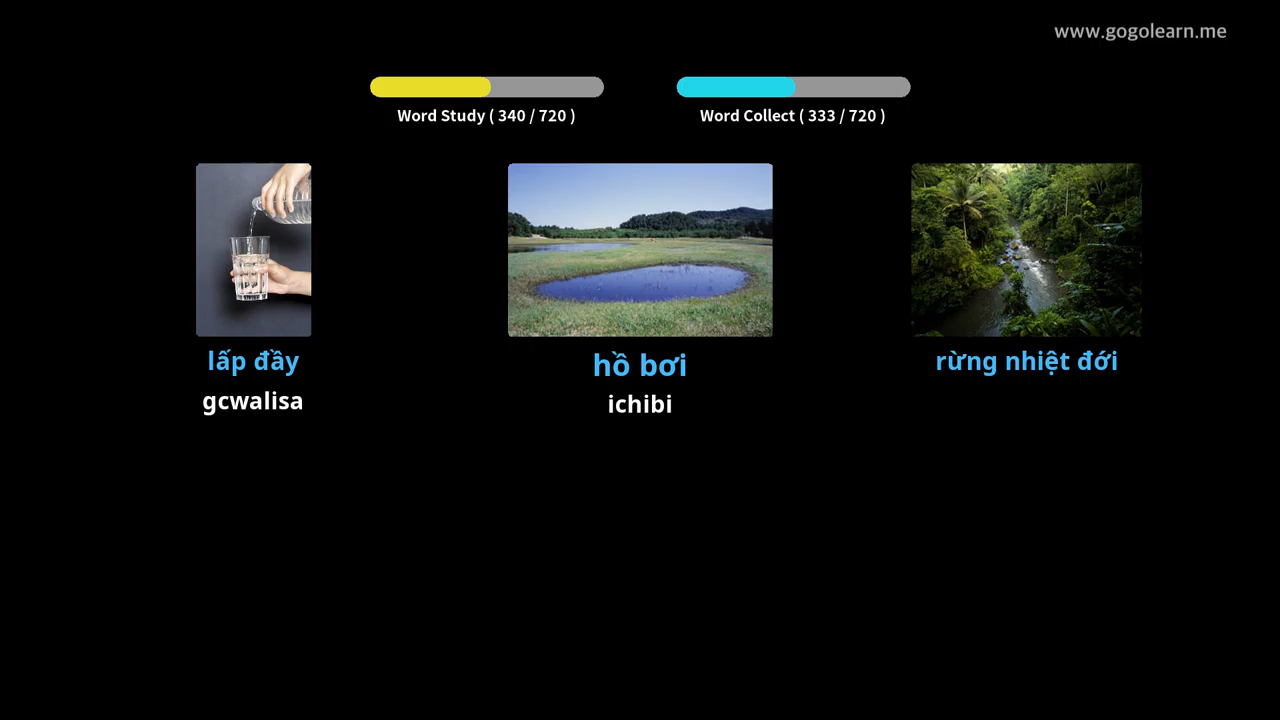 www.gogolearn.me
Word Study ( 340 / 720 )
Word Collect ( 333 / 720 )
lấp đầy
hồ bơi
rừng nhiệt đới
gcwalisa
ichibi